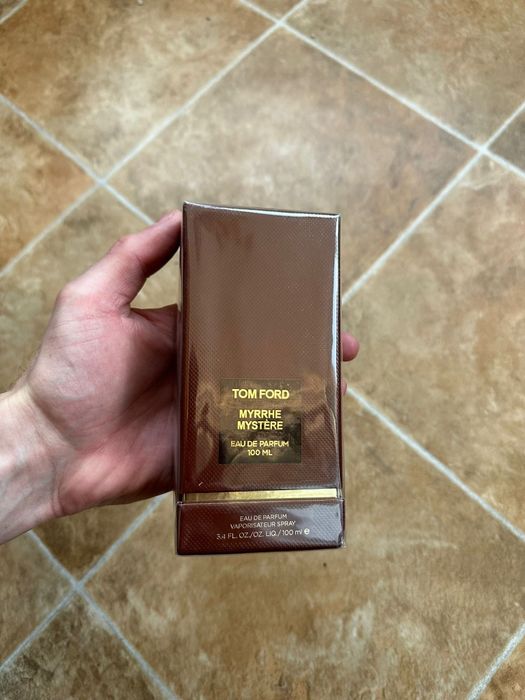 TOM FORD
MYRRHE
MYSTÈRE
EAU DE PARFUM
100 ML
EAU DE PARFUM
VAPORISATEUR SPRAY
3.4 FL. OZ./OZ. LIQ. / 100 ml ℮